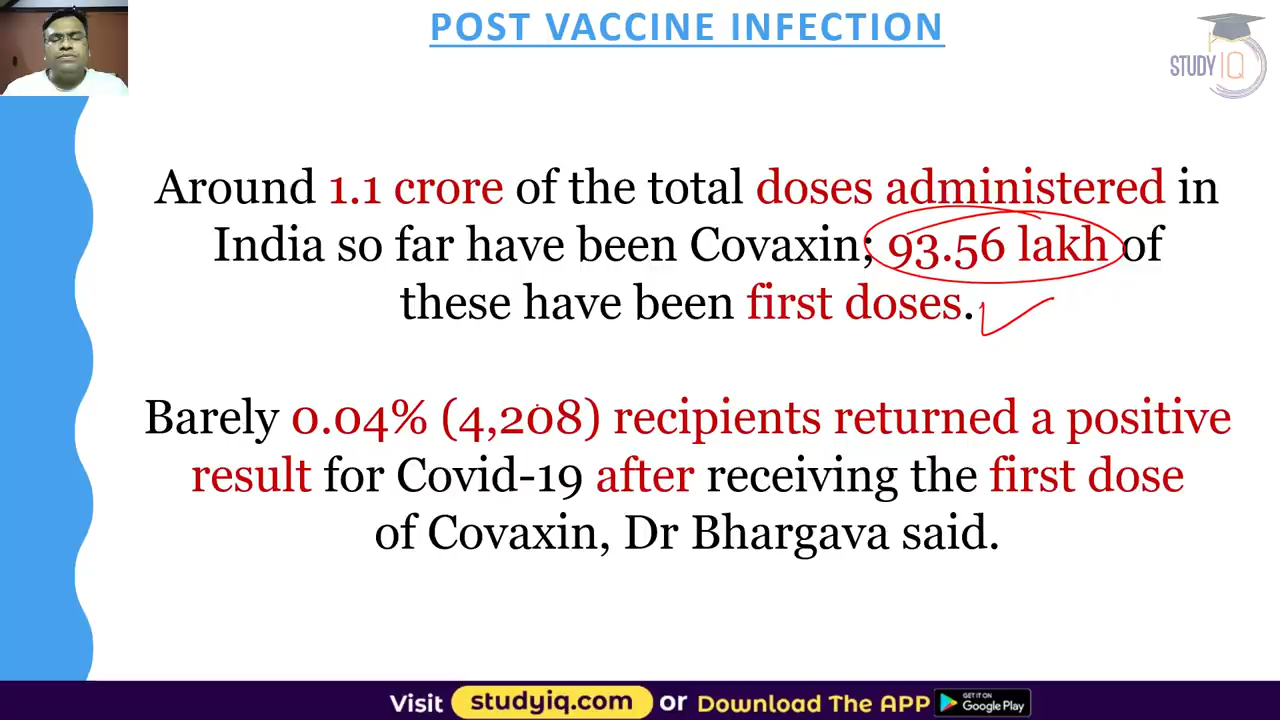 POST VACCINE INFECTION
STUDY IQ
Around 1.1 crore of the total doses administered in
India so far have been Covaxin; 93.56 lakh of
these have been first doses.
Barely 0.04% (4,208) recipients returned a positive
result for Covid-19 after receiving the first dose
of Covaxin, Dr Bhargava said.
Visit studyiq.com or Download The APP GET IT ON Google Play